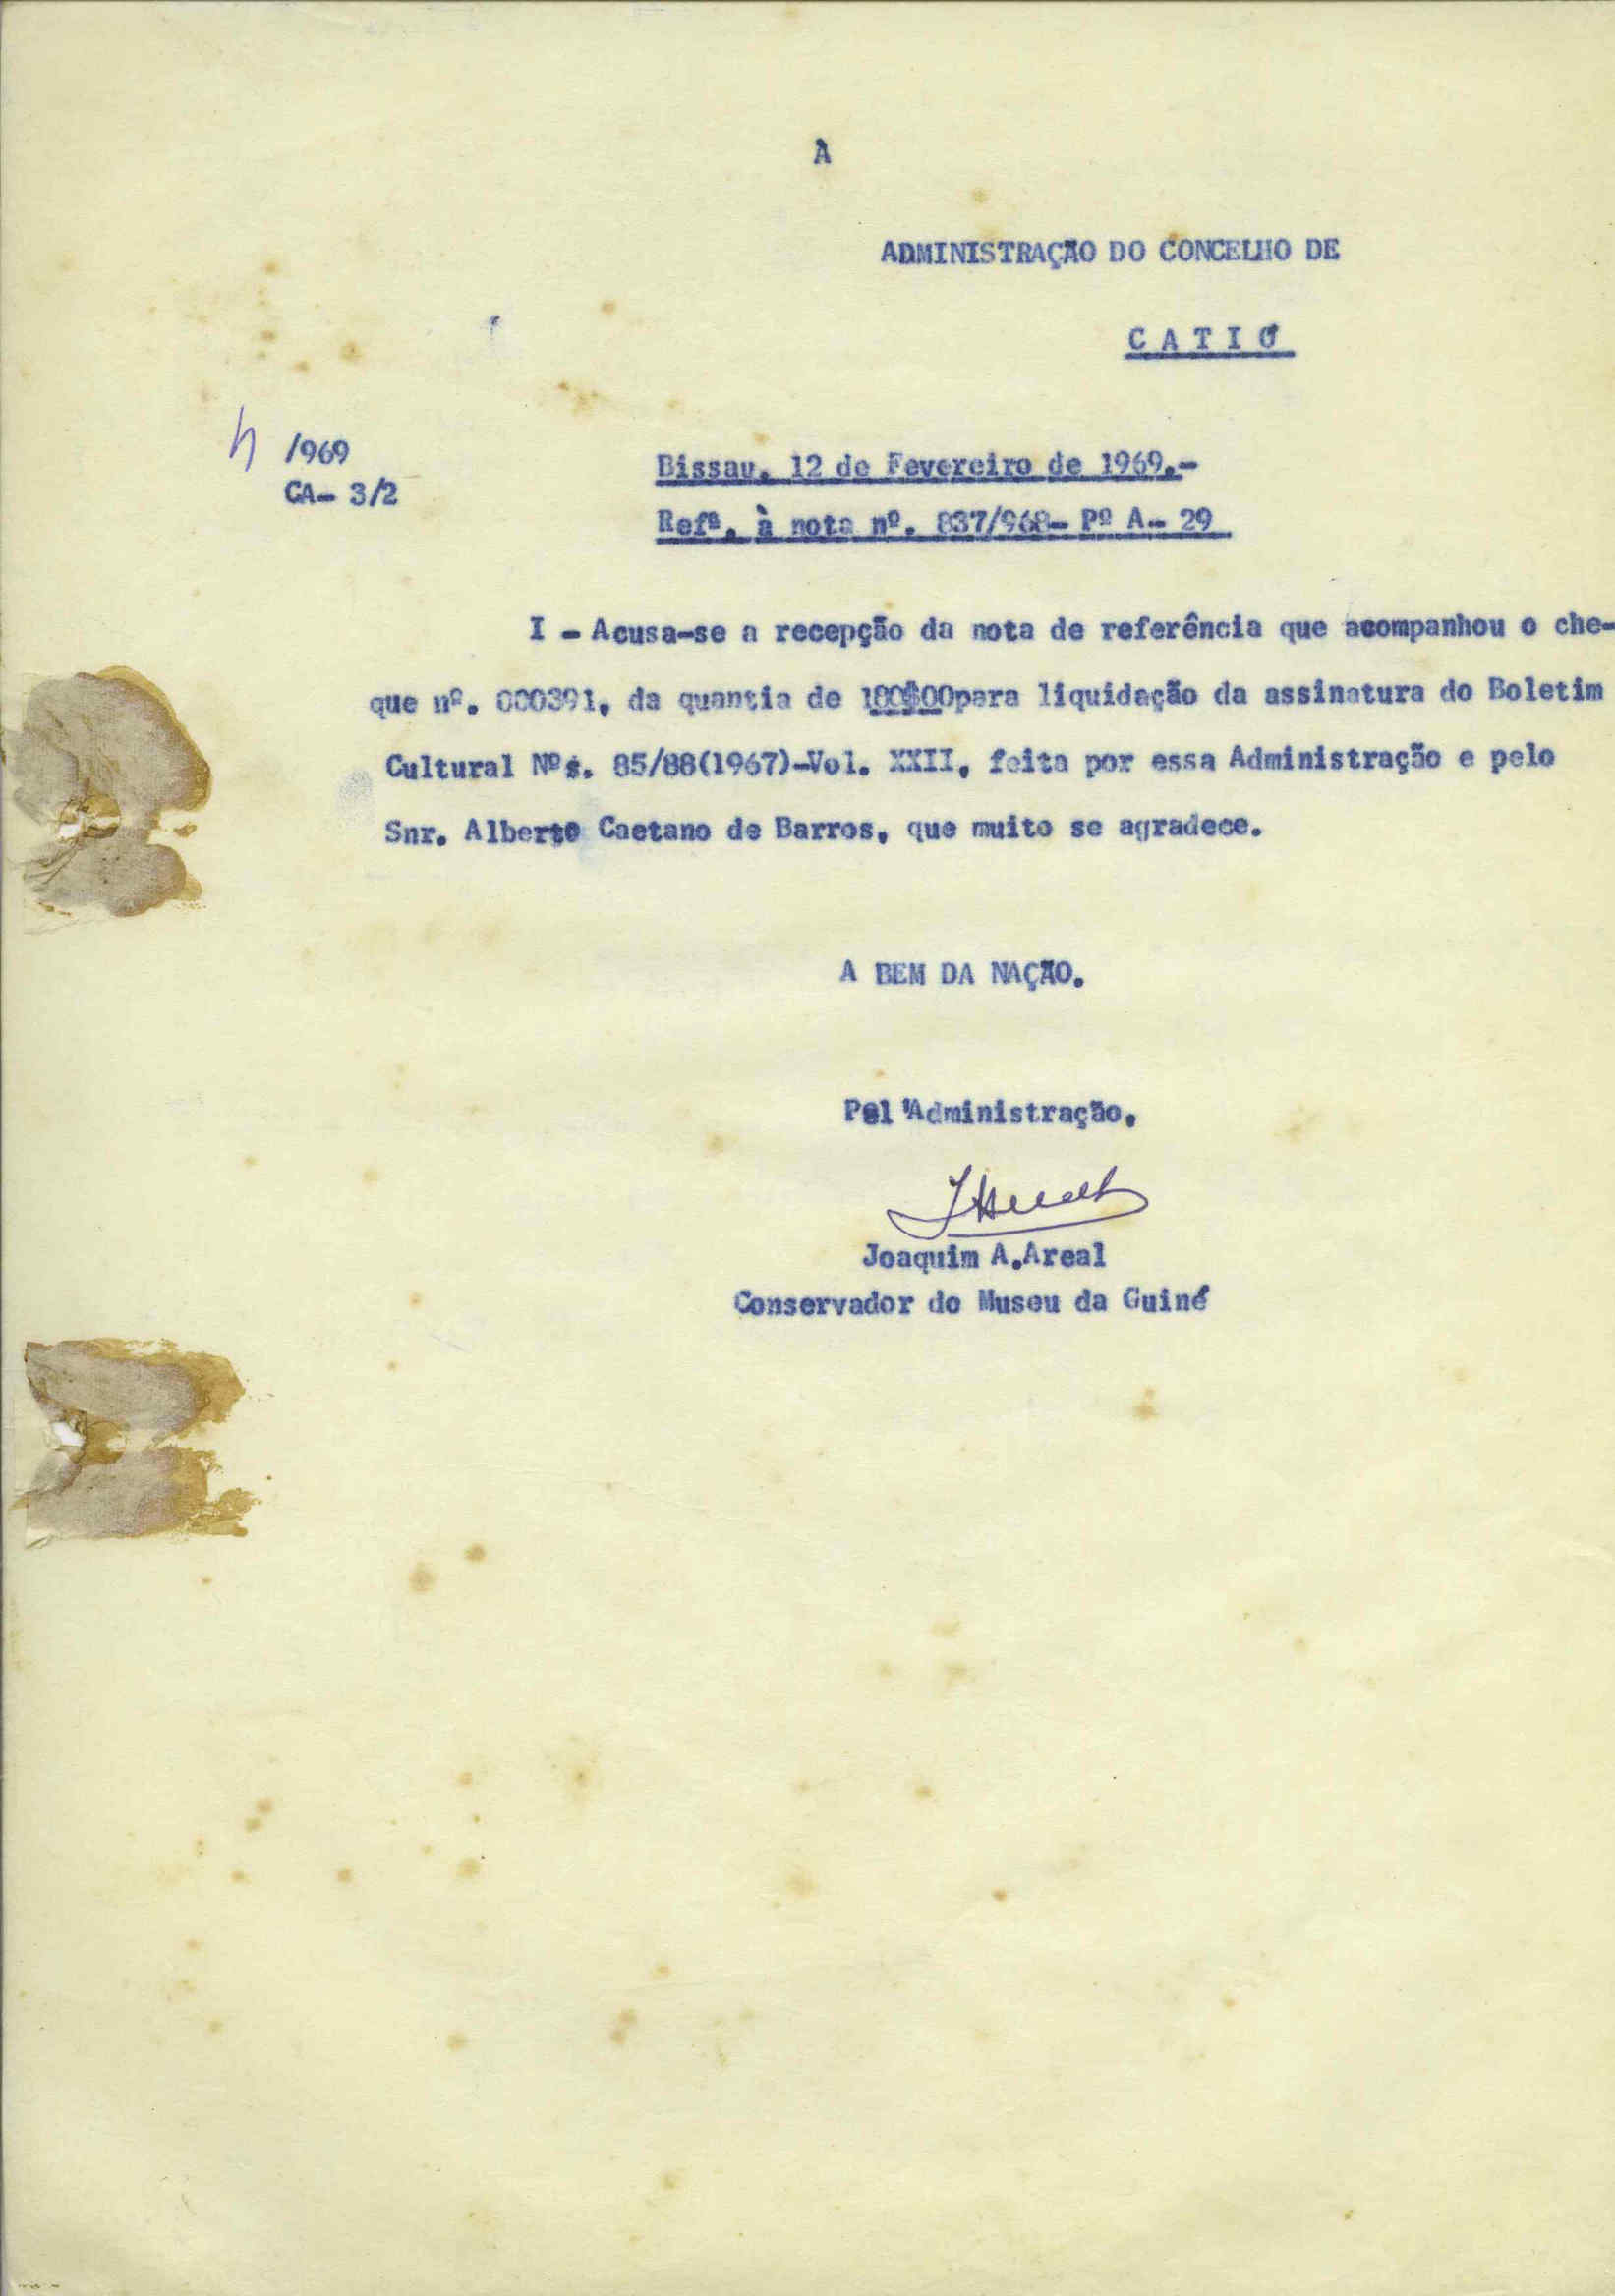 À
ADMINISTRAÇÃO DO CONCELHO DE
C A T I Ó
/969
CA- 3/2
Bissau, 12 de Fevereiro de 1969.-
Refª. à nota nº. 837/968- Pº A- 29
I - Acusa-se a recepção da nota de referência que acompanhou o che-
que nº. 000391, da quantia de 180$00para liquidação da assinatura do Boletim
Cultural Nºs. 85/88(1967)-Vol. XXII, feita por essa Administração e pelo
Snr. Alberto Caetano de Barros, que muito se agradece.
A BEM DA NAÇÃO.
Pel'Administração,
Joaquim A.Areal
Conservador do Museu da Guiné